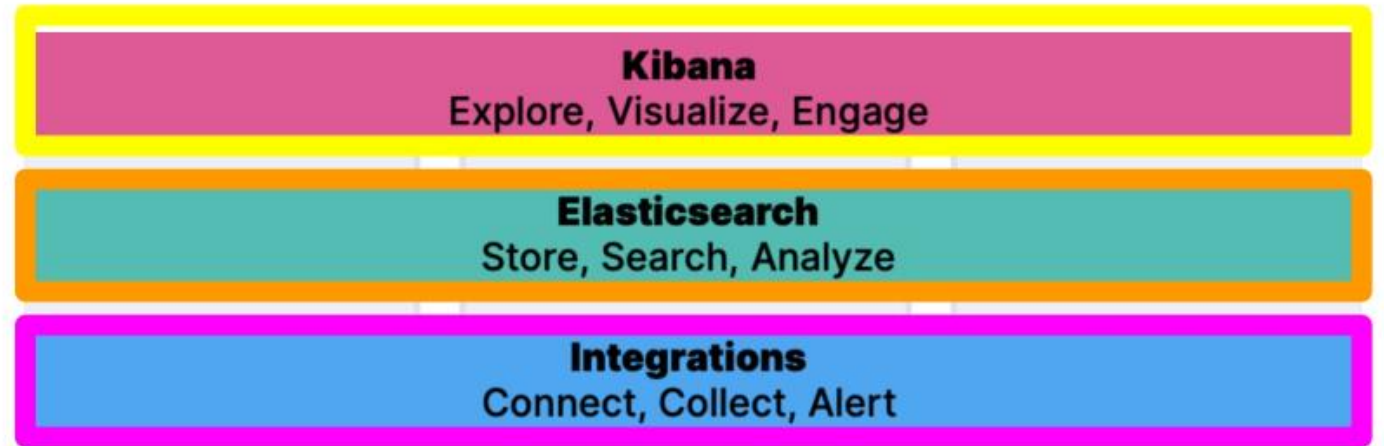 Kibana
Explore, Visualize, Engage
Elasticsearch
Store, Search, Analyze
Integrations
Connect, Collect, Alert